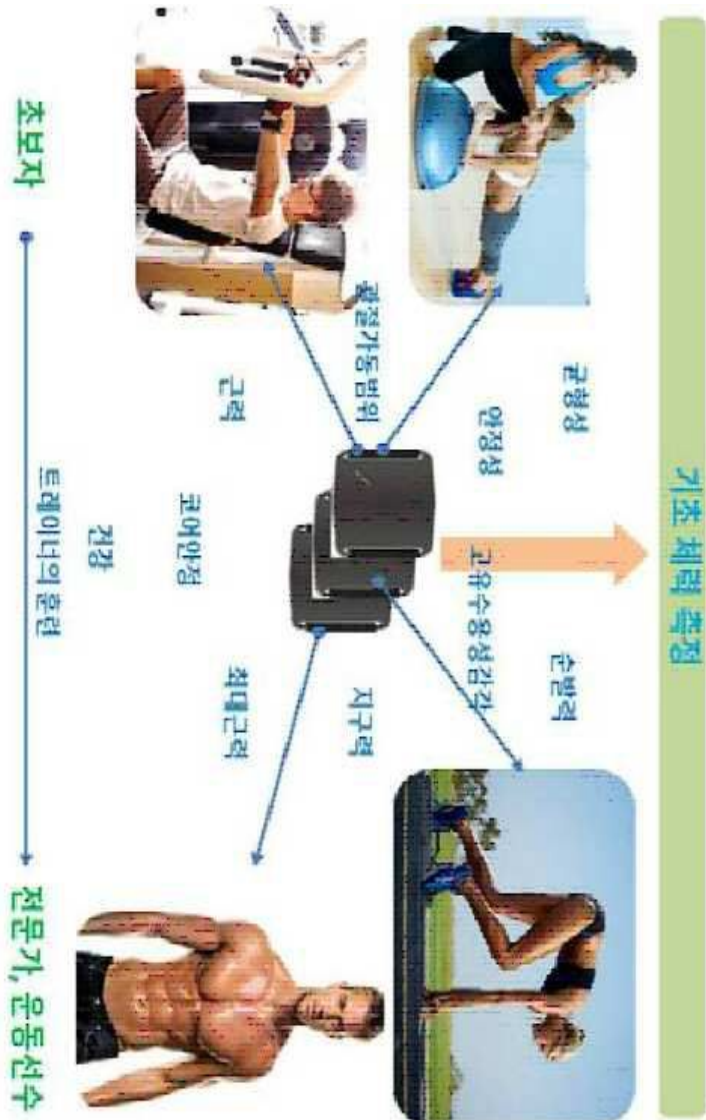 기초 체력 측정
균형성
순발력
안정성
고유수용성감각
관절가동범위
지구력
근력
최대근력
코어안정
건강
트레이너의 훈련
초보자
전문가, 운동선수